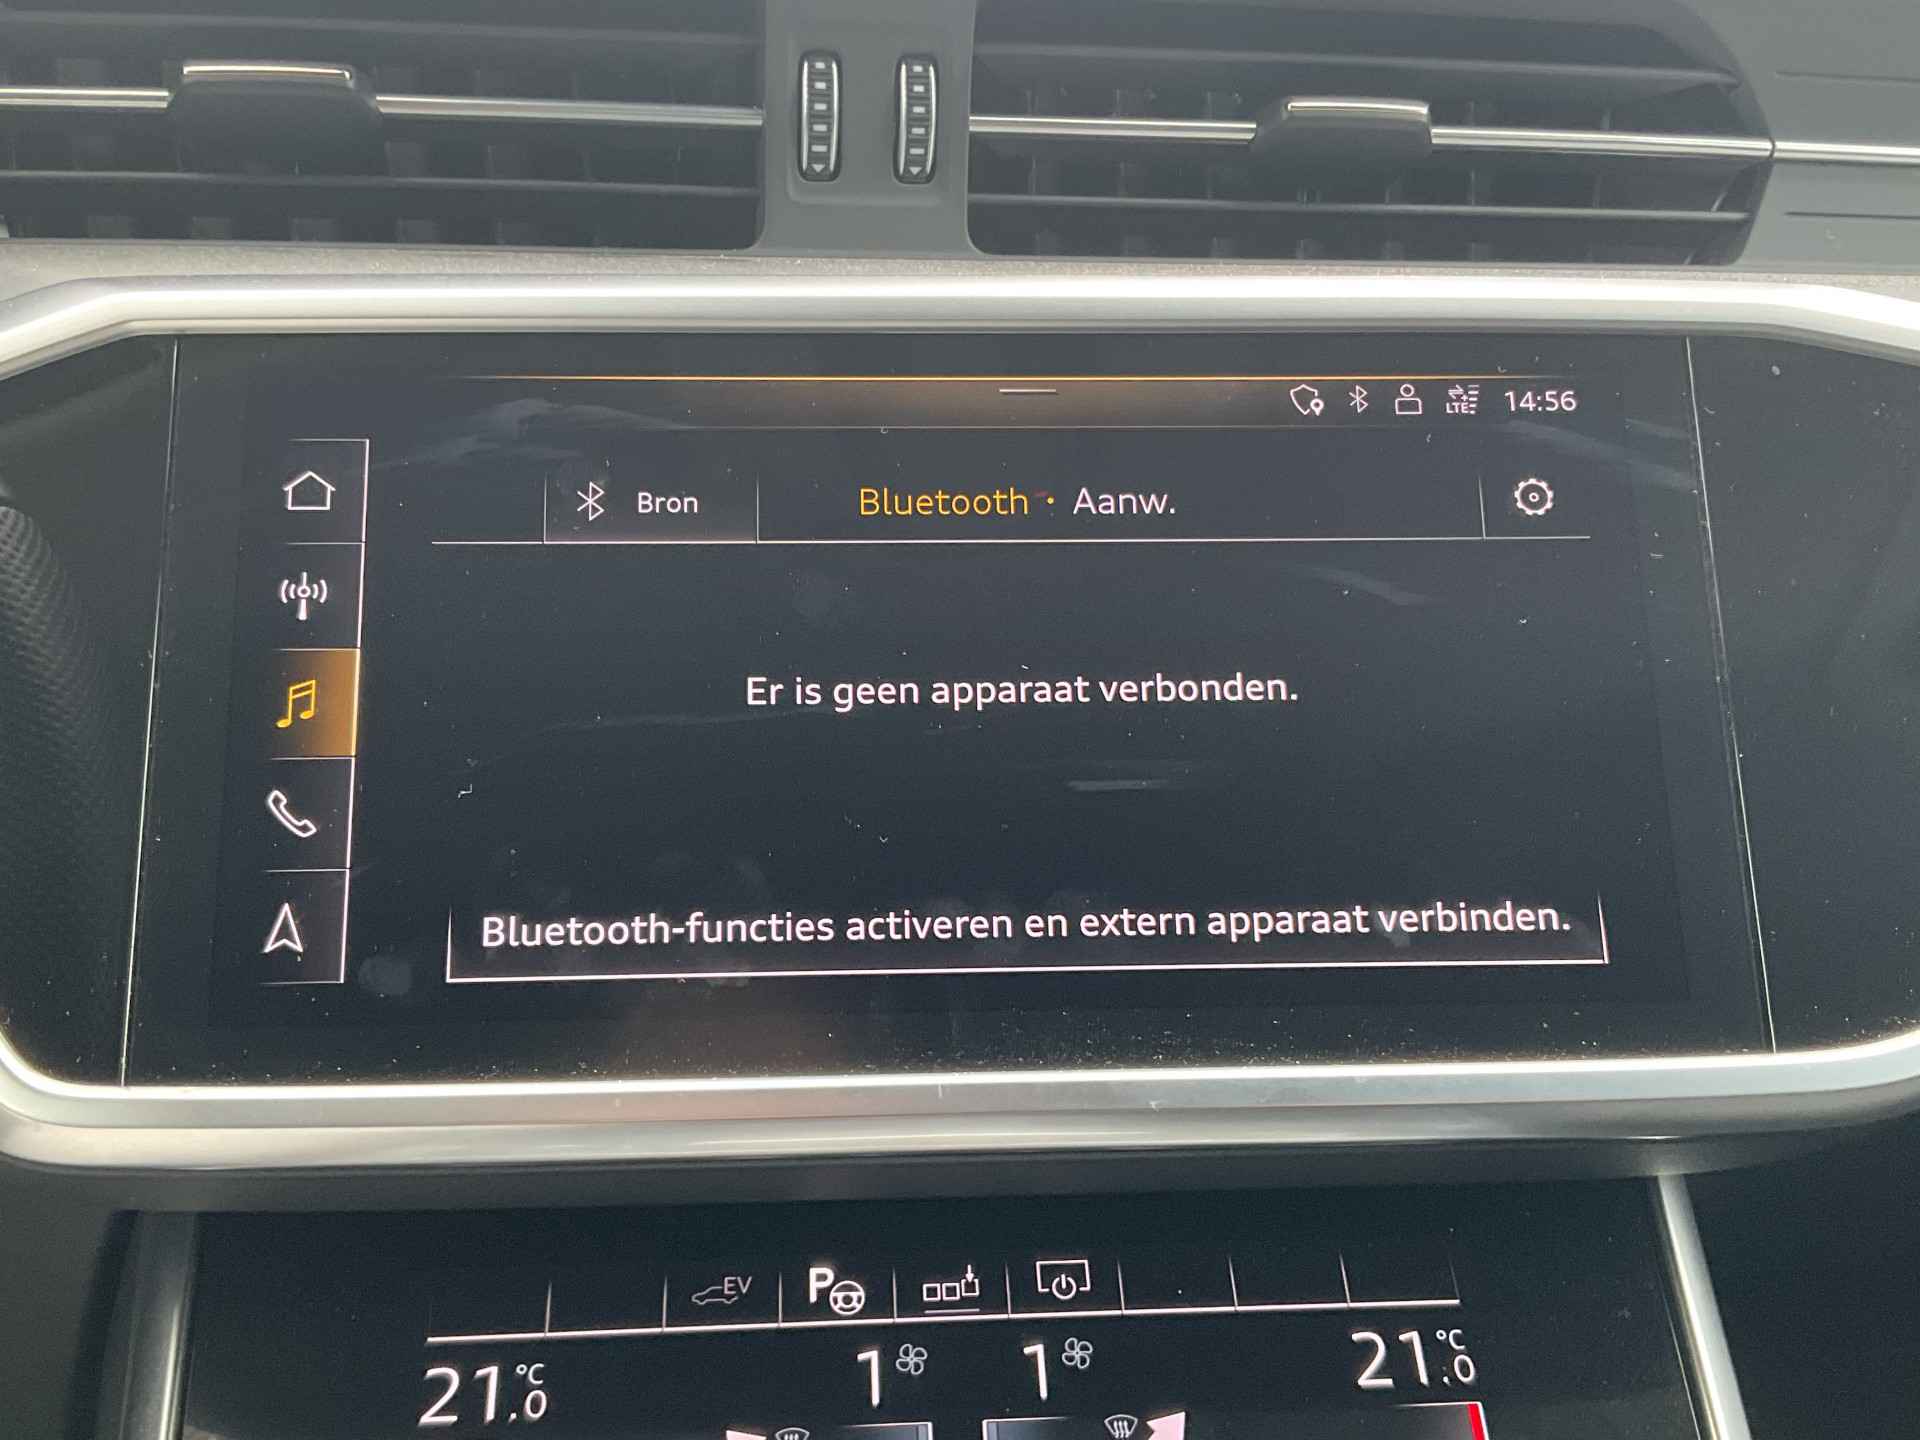 LTE 14:56
Bron Bluetooth · Aanw.
Er is geen apparaat verbonden.
Bluetooth-functies activeren en extern apparaat verbinden.
EV P
21.0 °C 1 1 21.0 °C